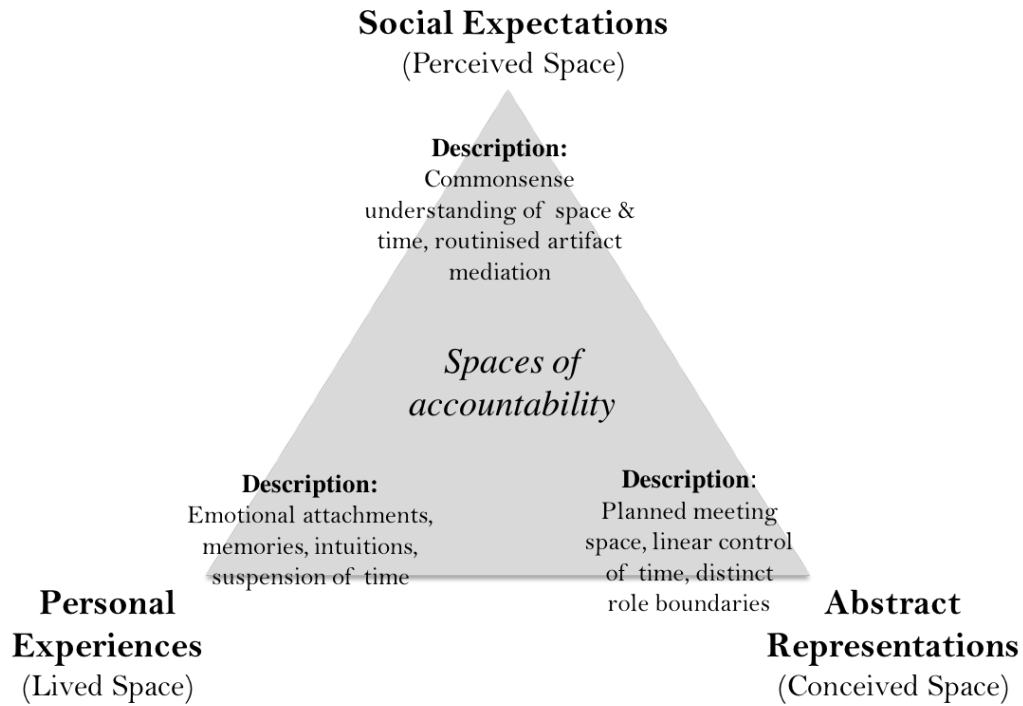 Social Expectations
(Perceived Space)
Description:
Commonsense
understanding of space &
time, routinised artifact
mediation
Spaces of
accountability
Description:
Emotional attachments,
memories, intuitions,
suspension of time
Description:
Planned meeting
space, linear control
of time, distinct
role boundaries
Personal
Experiences
(Lived Space)
Abstract
Representations
(Conceived Space)